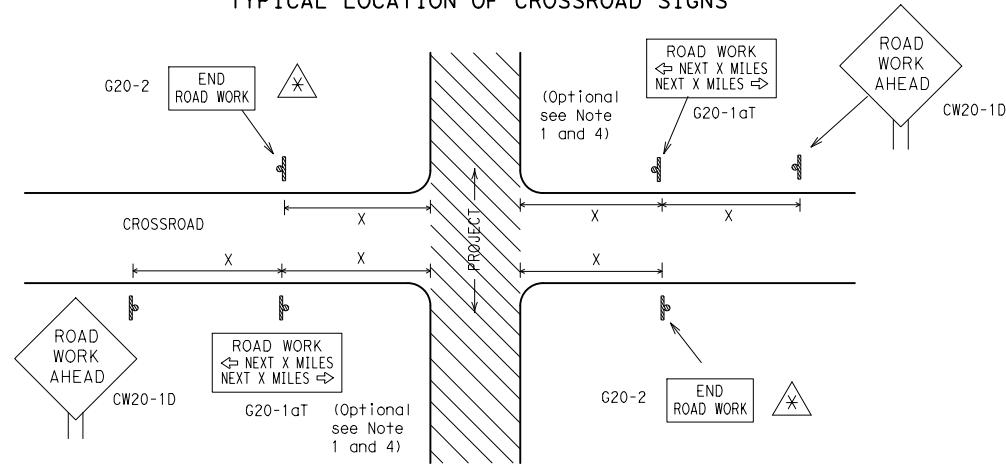 TYPICAL LOCATION OF CROSSROAD SIGNS
G20-2
END
ROAD WORK
*
(Optional
see Note
1 and 4)
ROAD WORK
⇦ NEXT X MILES
NEXT X MILES ⇨
G20-1aT
ROAD
WORK
AHEAD
CW20-1D
X
X
X
CROSSROAD
PROJECT
X
X
X
ROAD
WORK
AHEAD
CW20-1D
ROAD WORK
⇦ NEXT X MILES
NEXT X MILES ⇨
G20-1aT
(Optional
see Note
1 and 4)
G20-2
END
ROAD WORK
*